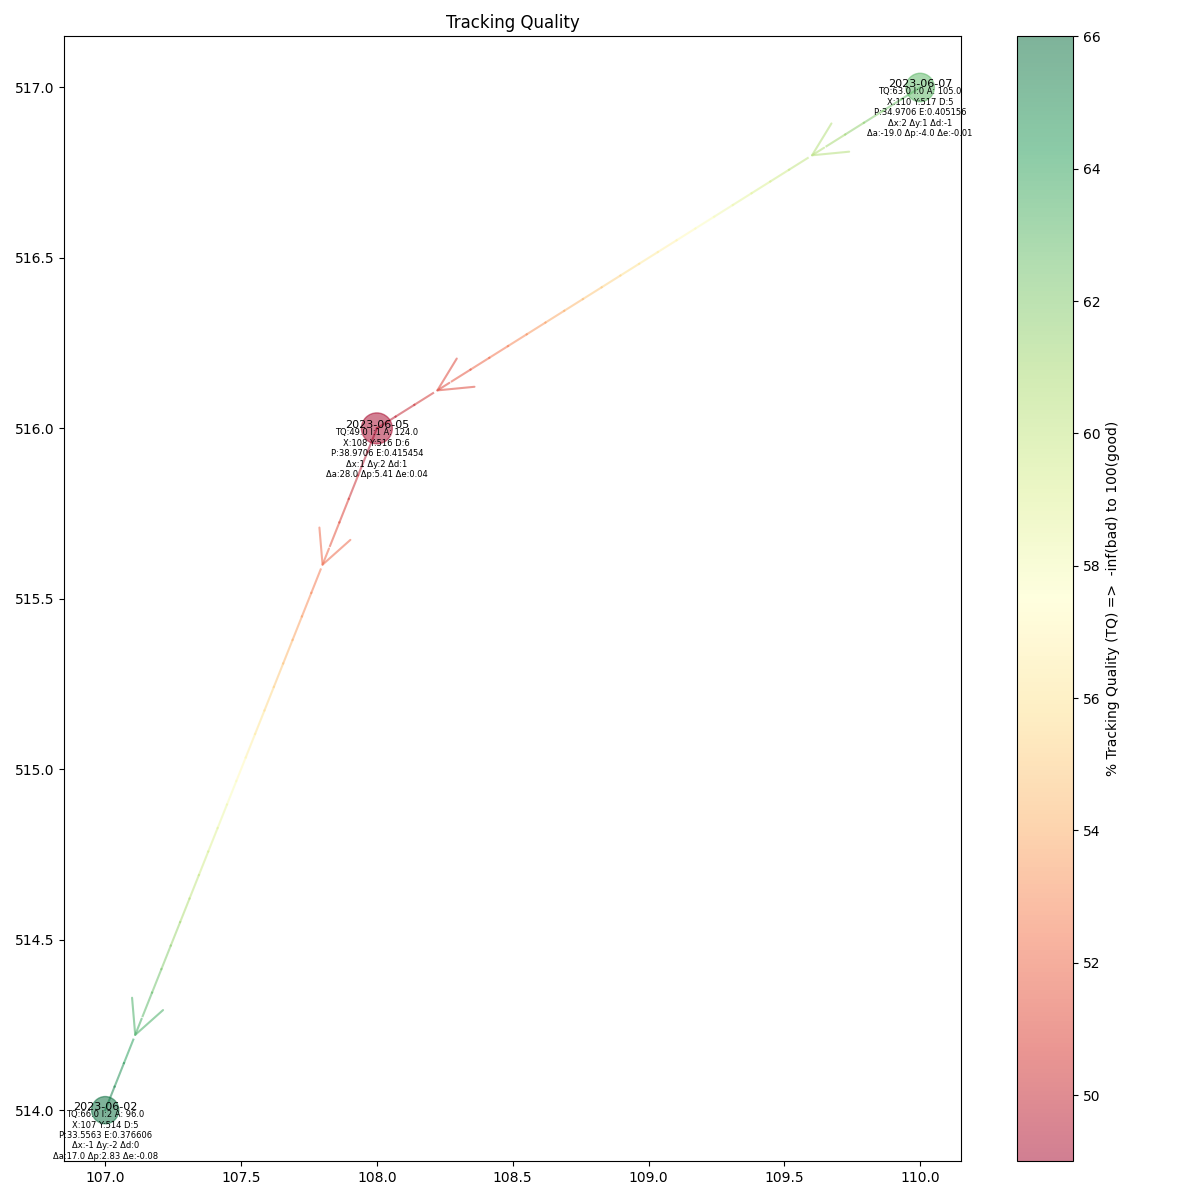 Tracking Quality
517.0
516.5
516.0
515.5
515.0
514.5
514.0
107.0 107.5 108.0 108.5 109.0 109.5 110.0
2023-06-07
TQ:63.0 I:0 A: 105.0
X:110 Y:517 D:5
P:34.9706 E:0.405156
Δx:2 Δy:1 Δd:-1
Δa:-19.0 Δp:-4.0 Δe:-0.01
2023-06-05
TQ:49.0 I:1 A: 124.0
X:108 Y:516 D:6
P:38.9706 E:0.415454
Δx:1 Δy:2 Δd:1
Δa:28.0 Δp:5.41 Δe:0.04
2023-06-02
TQ:66.0 I:2 A: 96.0
X:107 Y:514 D:5
P:33.5563 E:0.376606
Δx:-1 Δy:-2 Δd:0
Δa:17.0 Δp:2.83 Δe:-0.08
66
64
62
60
58
56
54
52
50
% Tracking Quality (TQ) => -inf(bad) to 100(good)